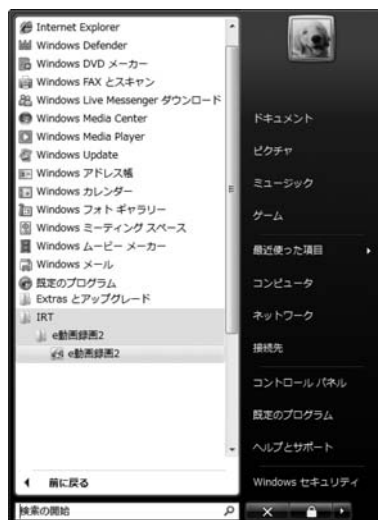 Internet Explorer
Windows Defender
Windows DVD メーカー
Windows FAX とスキャン
Windows Live Messenger ダウンロード
Windows Media Center
Windows Media Player
Windows Update
Windows アドレス帳
Windows カレンダー
Windows フォト ギャラリー
Windows ミーティング スペース
Windows ムービー メーカー
Windows メール
既定のプログラム
Extras とアップグレード
IRT
e動画録画2
e動画録画2
前に戻る
検索の開始
ドキュメント
ピクチャ
ミュージック
ゲーム
最近使った項目
コンピュータ
ネットワーク
接続先
コントロール パネル
既定のプログラム
ヘルプとサポート
Windows セキュリティ